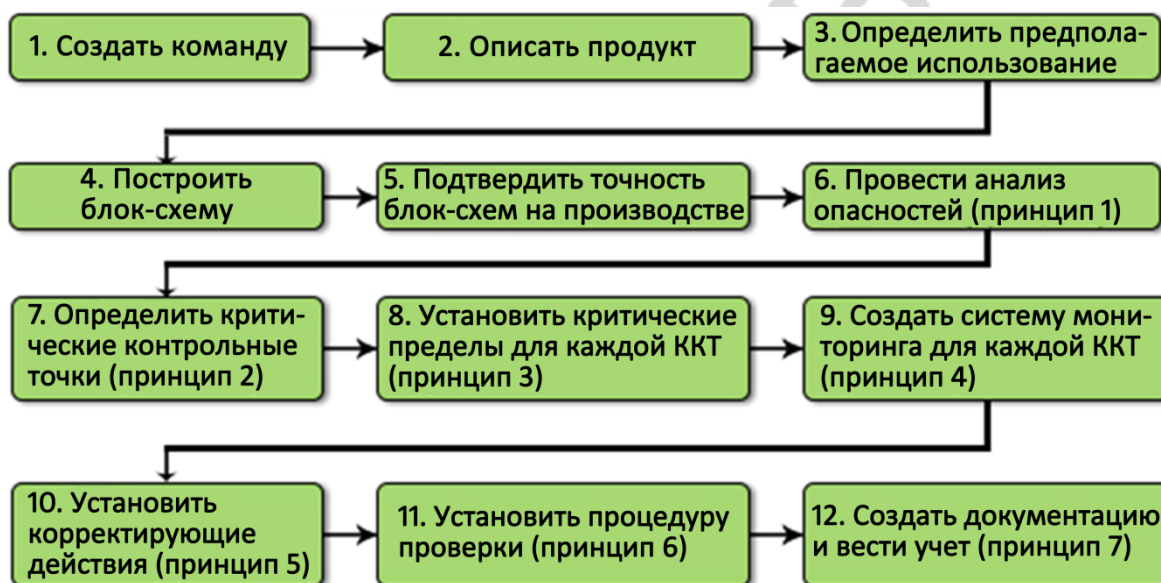 1. Создать команду
2. Описать продукт
3. Определить предпола-
гаемое использование
4. Построить
блок-схему
5. Подтвердить точность
блок-схем на производстве
6. Провести анализ
опасностей (принцип 1)
7. Определить крити-
ческие контрольные
точки (принцип 2)
8. Установить критические
пределы для каждой ККТ
(принцип 3)
9. Создать систему мони-
торинга для каждой ККТ
(принцип 4)
10. Установить
корректирующие
действия (принцип 5)
11. Установить процедуру
проверки (принцип 6)
12. Создать документацию
и вести учет (принцип 7)